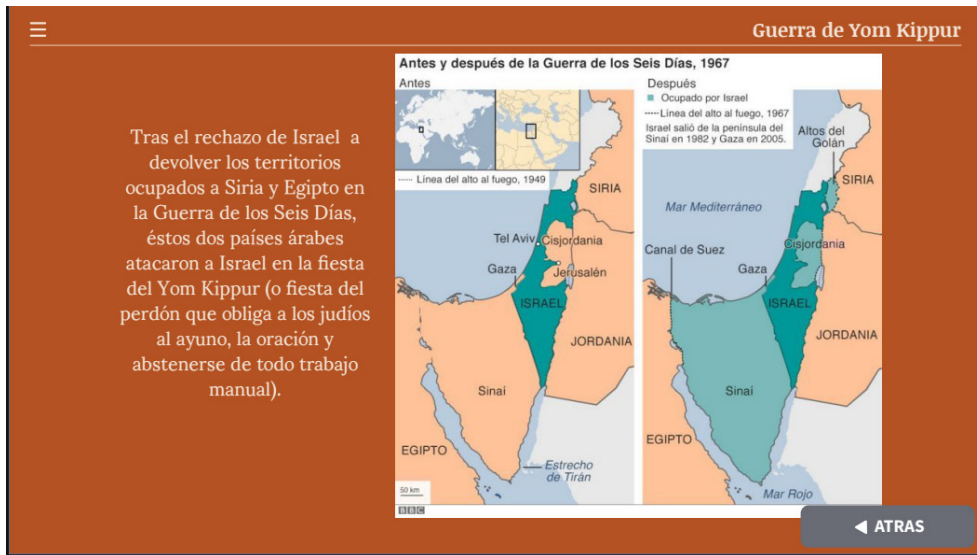 Guerra de Yom Kippur
Tras el rechazo de Israel a
devolver los territorios
ocupados a Siria y Egipto en
la Guerra de los Seis Días,
éstos dos países árabes
atacaron a Israel en la fiesta
del Yom Kippur (o fiesta del
perdón que obliga a los judíos
al ayuno, la oración y
abstenerse de todo trabajo
manual).
Antes y después de la Guerra de los Seis Días, 1967
Antes
Línea del alto al fuego, 1949
SIRIA
Tel Aviv
Cisjordania
Gaza
Jerusalén
ISRAEL
JORDANIA
Sinaí
EGIPTO
Estrecho
de Tirán
50 km
BBC
Después
Ocupado por Israel
Línea del alto al fuego, 1967
Israel salió de la península del
Sinaí en 1982 y Gaza en 2005.
Altos del
Golán
SIRIA
Mar Mediterráneo
Cisjordania
Canal de Suez
Gaza
ISRAEL
JORDANIA
Sinaí
EGIPTO
Mar Rojo
ATRAS